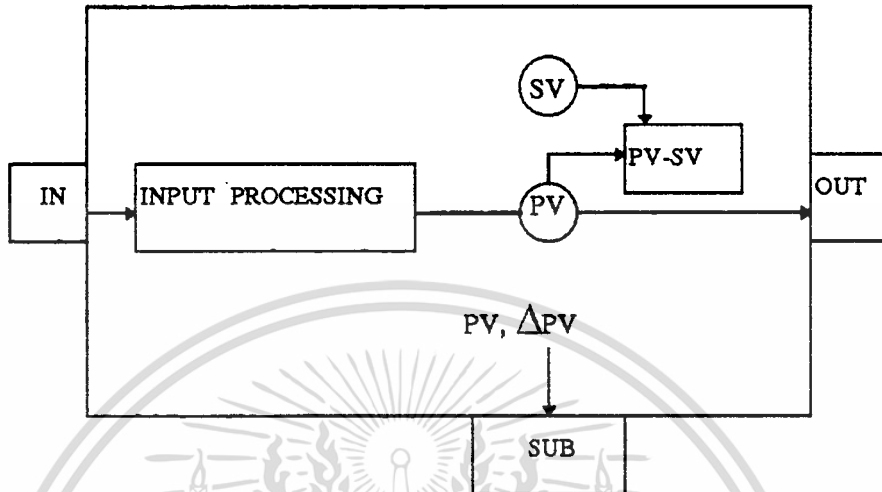 SV
PV-SV
IN
INPUT PROCESSING
PV
OUT
PV, ΔPV
SUB